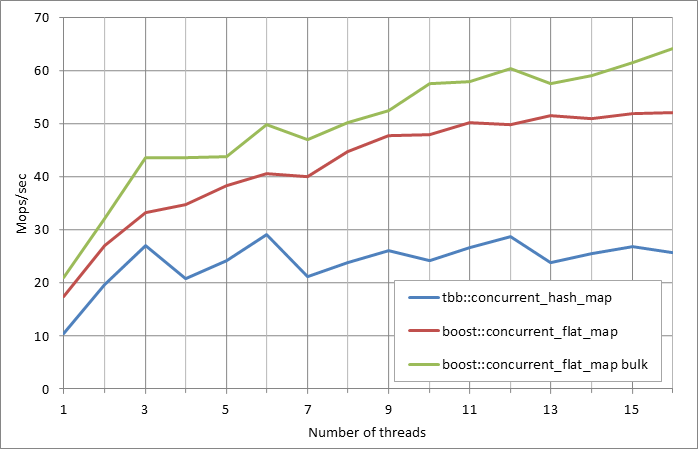 70
60
50
40
30
20
10
0
Mops/sec
tbb::concurrent_hash_map
boost::concurrent_flat_map
boost::concurrent_flat_map bulk
1 3 5 7 9 11 13 15
Number of threads